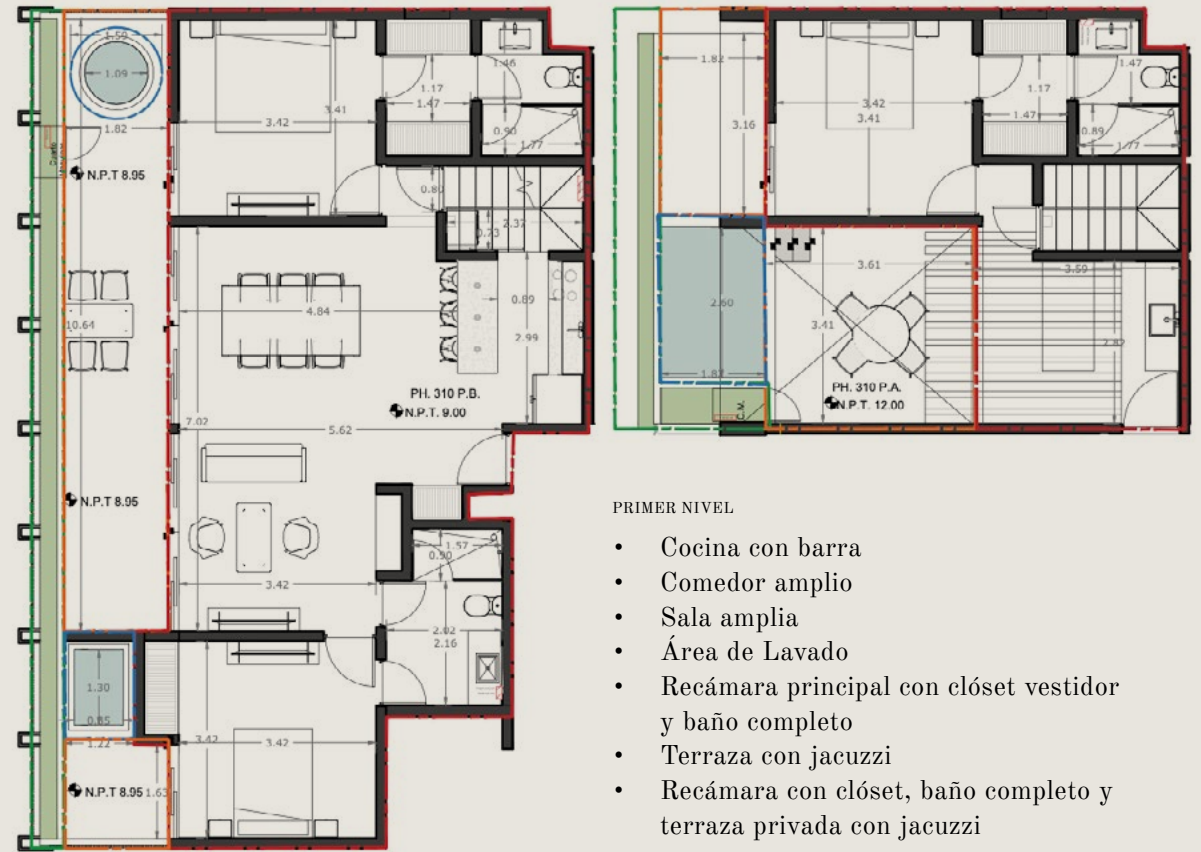 1.59
1.09
1.82
N.P.T 8.95
3.41
3.42
1.17
1.47
1.46
0.90
1.77
0.80
2.37
0.73
10.64
4.84
0.89
2.99
PH. 310 P.B.
N.P.T. 9.00
7.02
5.62
N.P.T 8.95
3.42
1.57
0.90
2.02
2.16
1.30
0.85
1.22
3.42
3.42
N.P.T 8.95
1.63
1.82
3.16
3.42
3.41
1.17
1.47
1.47
0.89
1.77
2.60
1.82
3.61
3.41
3.59
2.82
PH. 310 P.A.
N.P.T. 12.00
C.M.
PRIMER NIVEL
• Cocina con barra
• Comedor amplio
• Sala amplia
• Área de Lavado
• Recámara principal con clóset vestidor
y baño completo
• Terraza con jacuzzi
• Recámara con clóset, baño completo y
terraza privada con jacuzzi